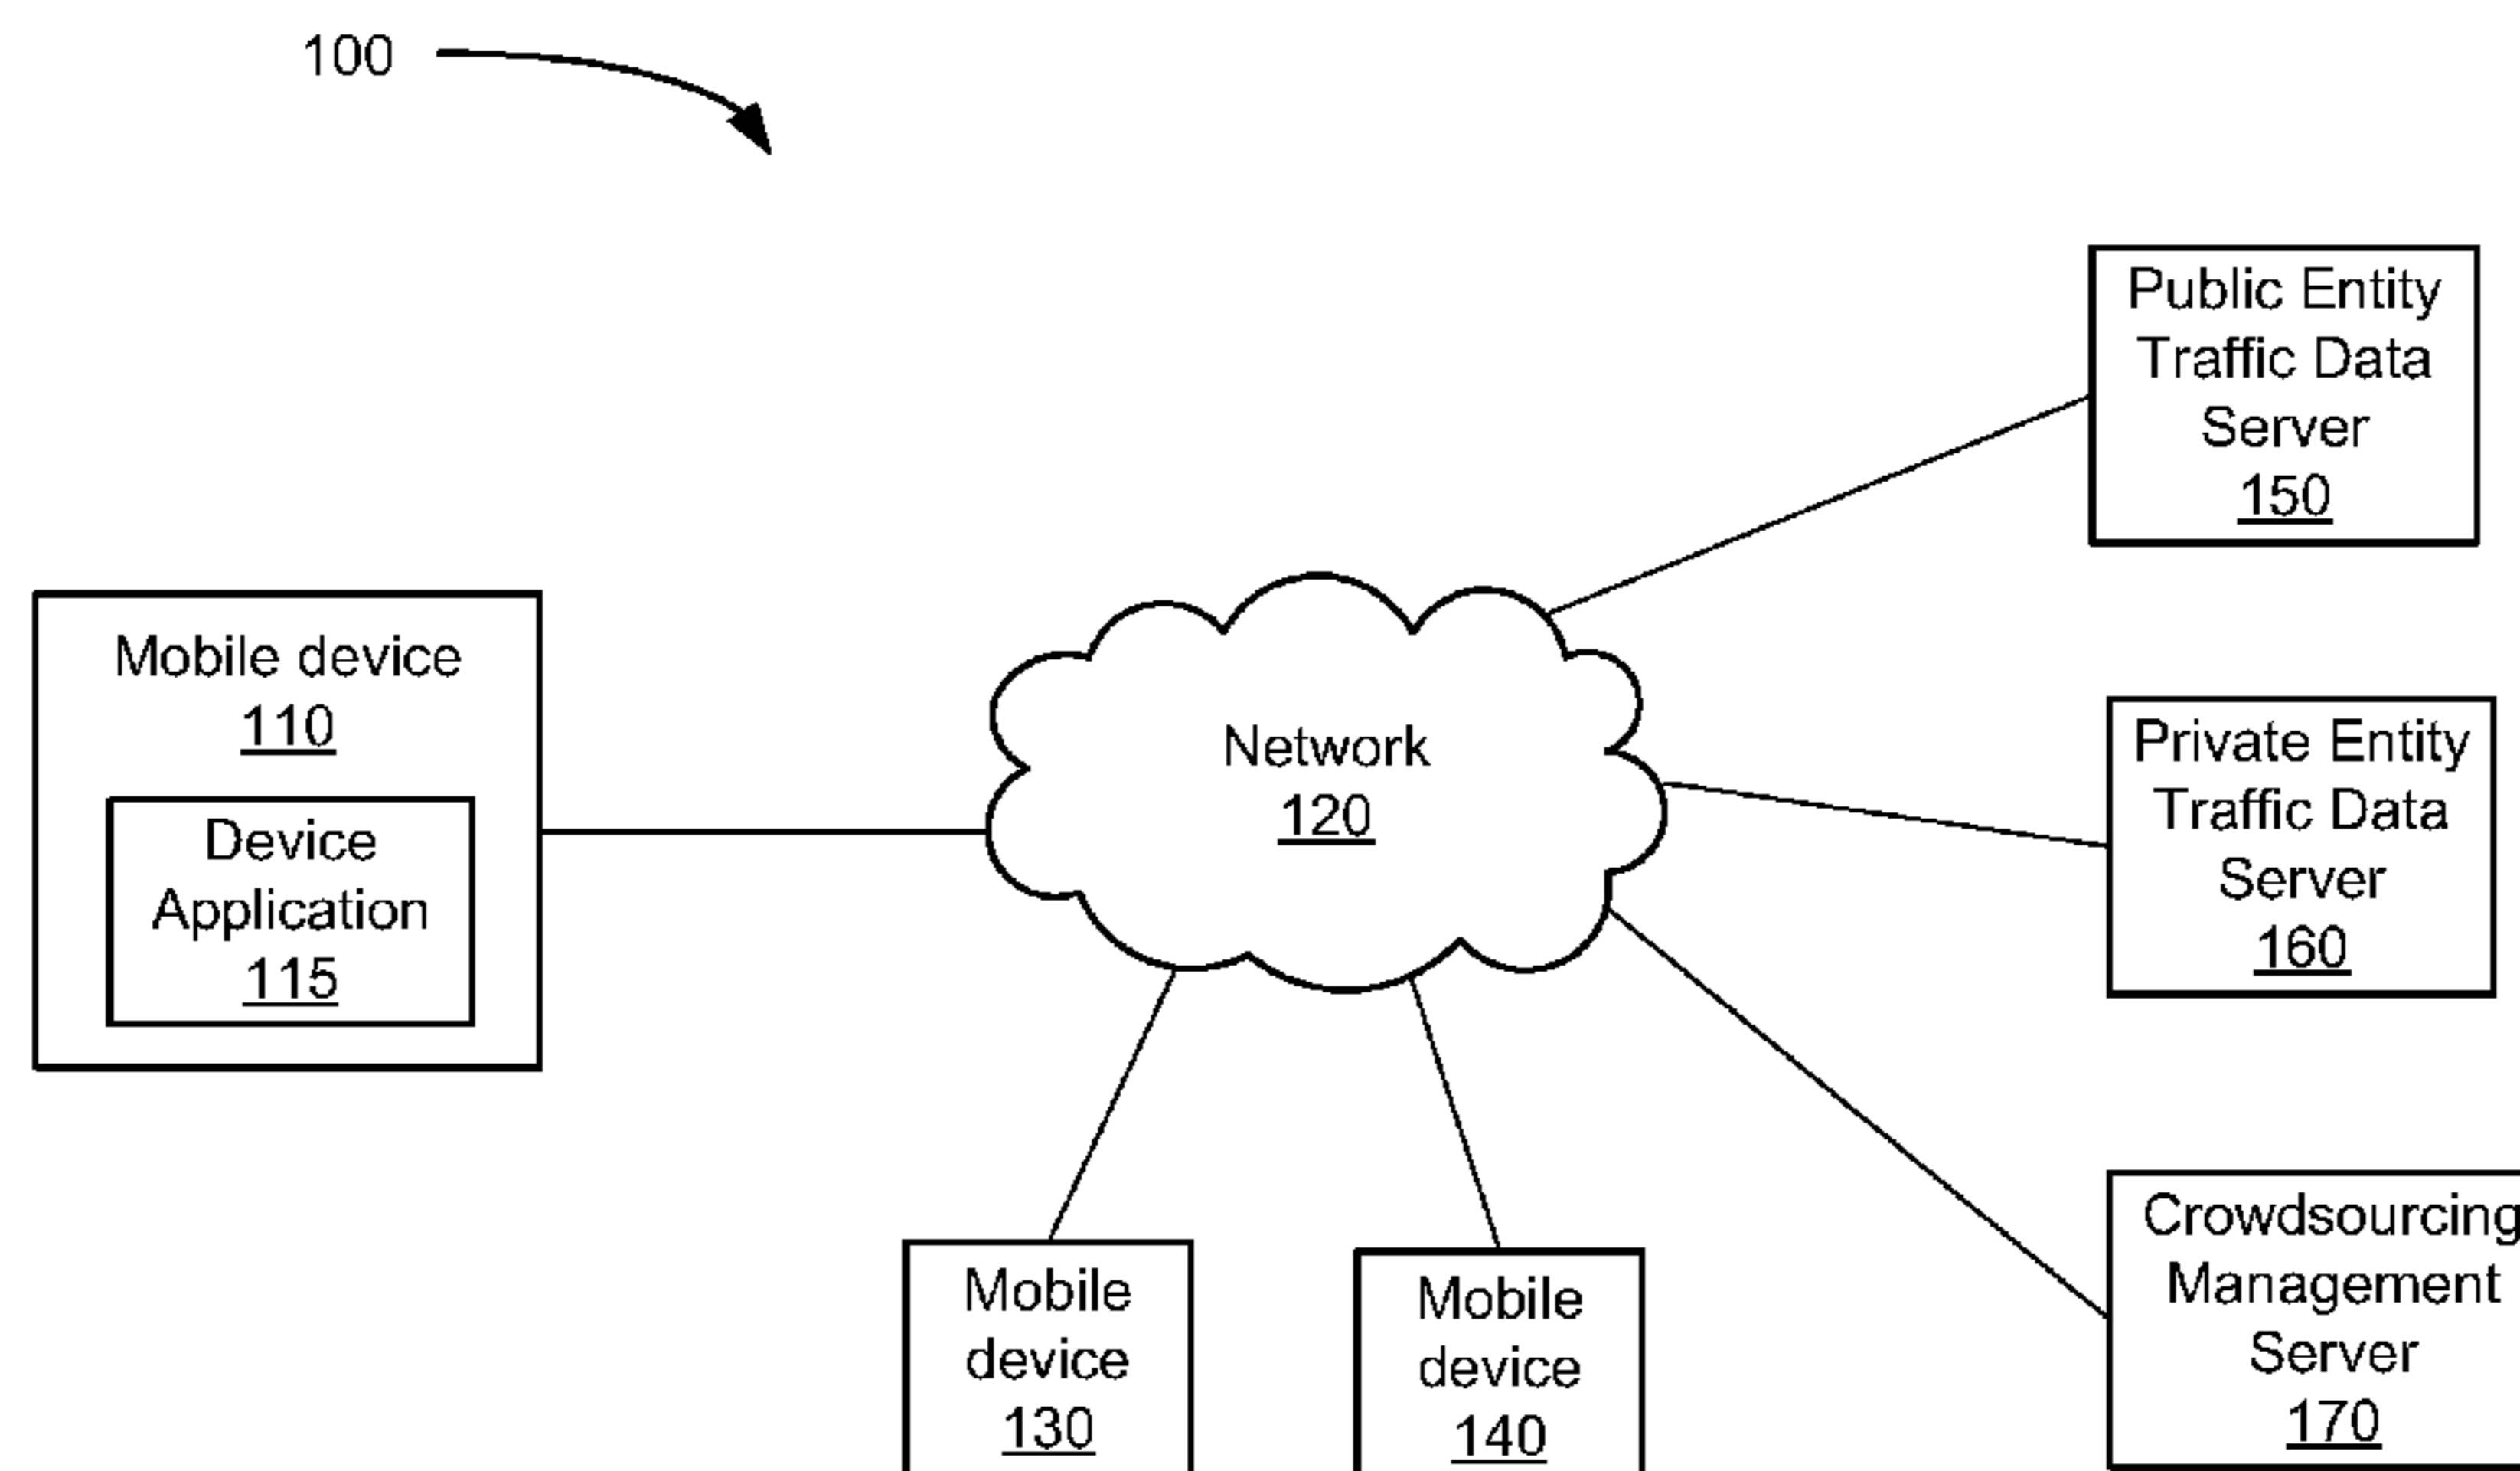 100
Public Entity
Traffic Data
Server
150
Mobile device
110
Device
Application
115
Network
120
Private Entity
Traffic Data
Server
160
Mobile
device
130
Mobile
device
140
Crowdsourcing
Management
Server
170